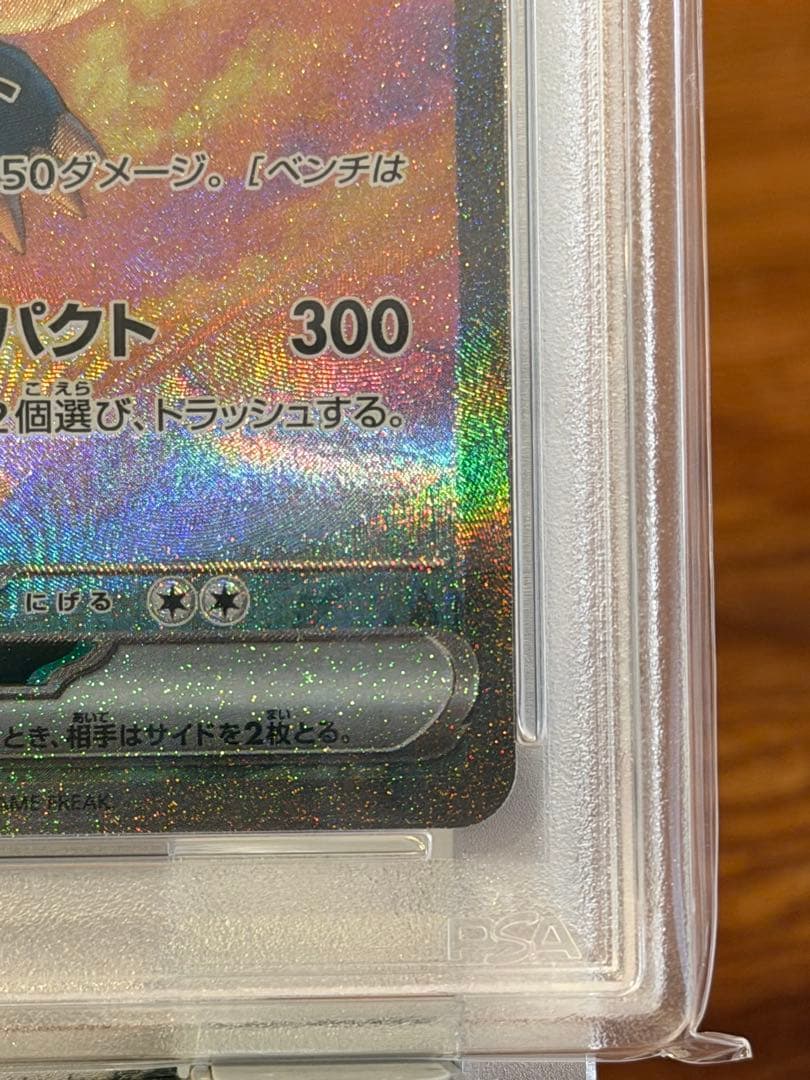 ト
50ダメージ。[ベンチは
パクト 300
こ えら
2個選び、トラッシュする。
にげる
あいて まい
とき、相手はサイドを2枚とる。
AME FREAK.
PSA